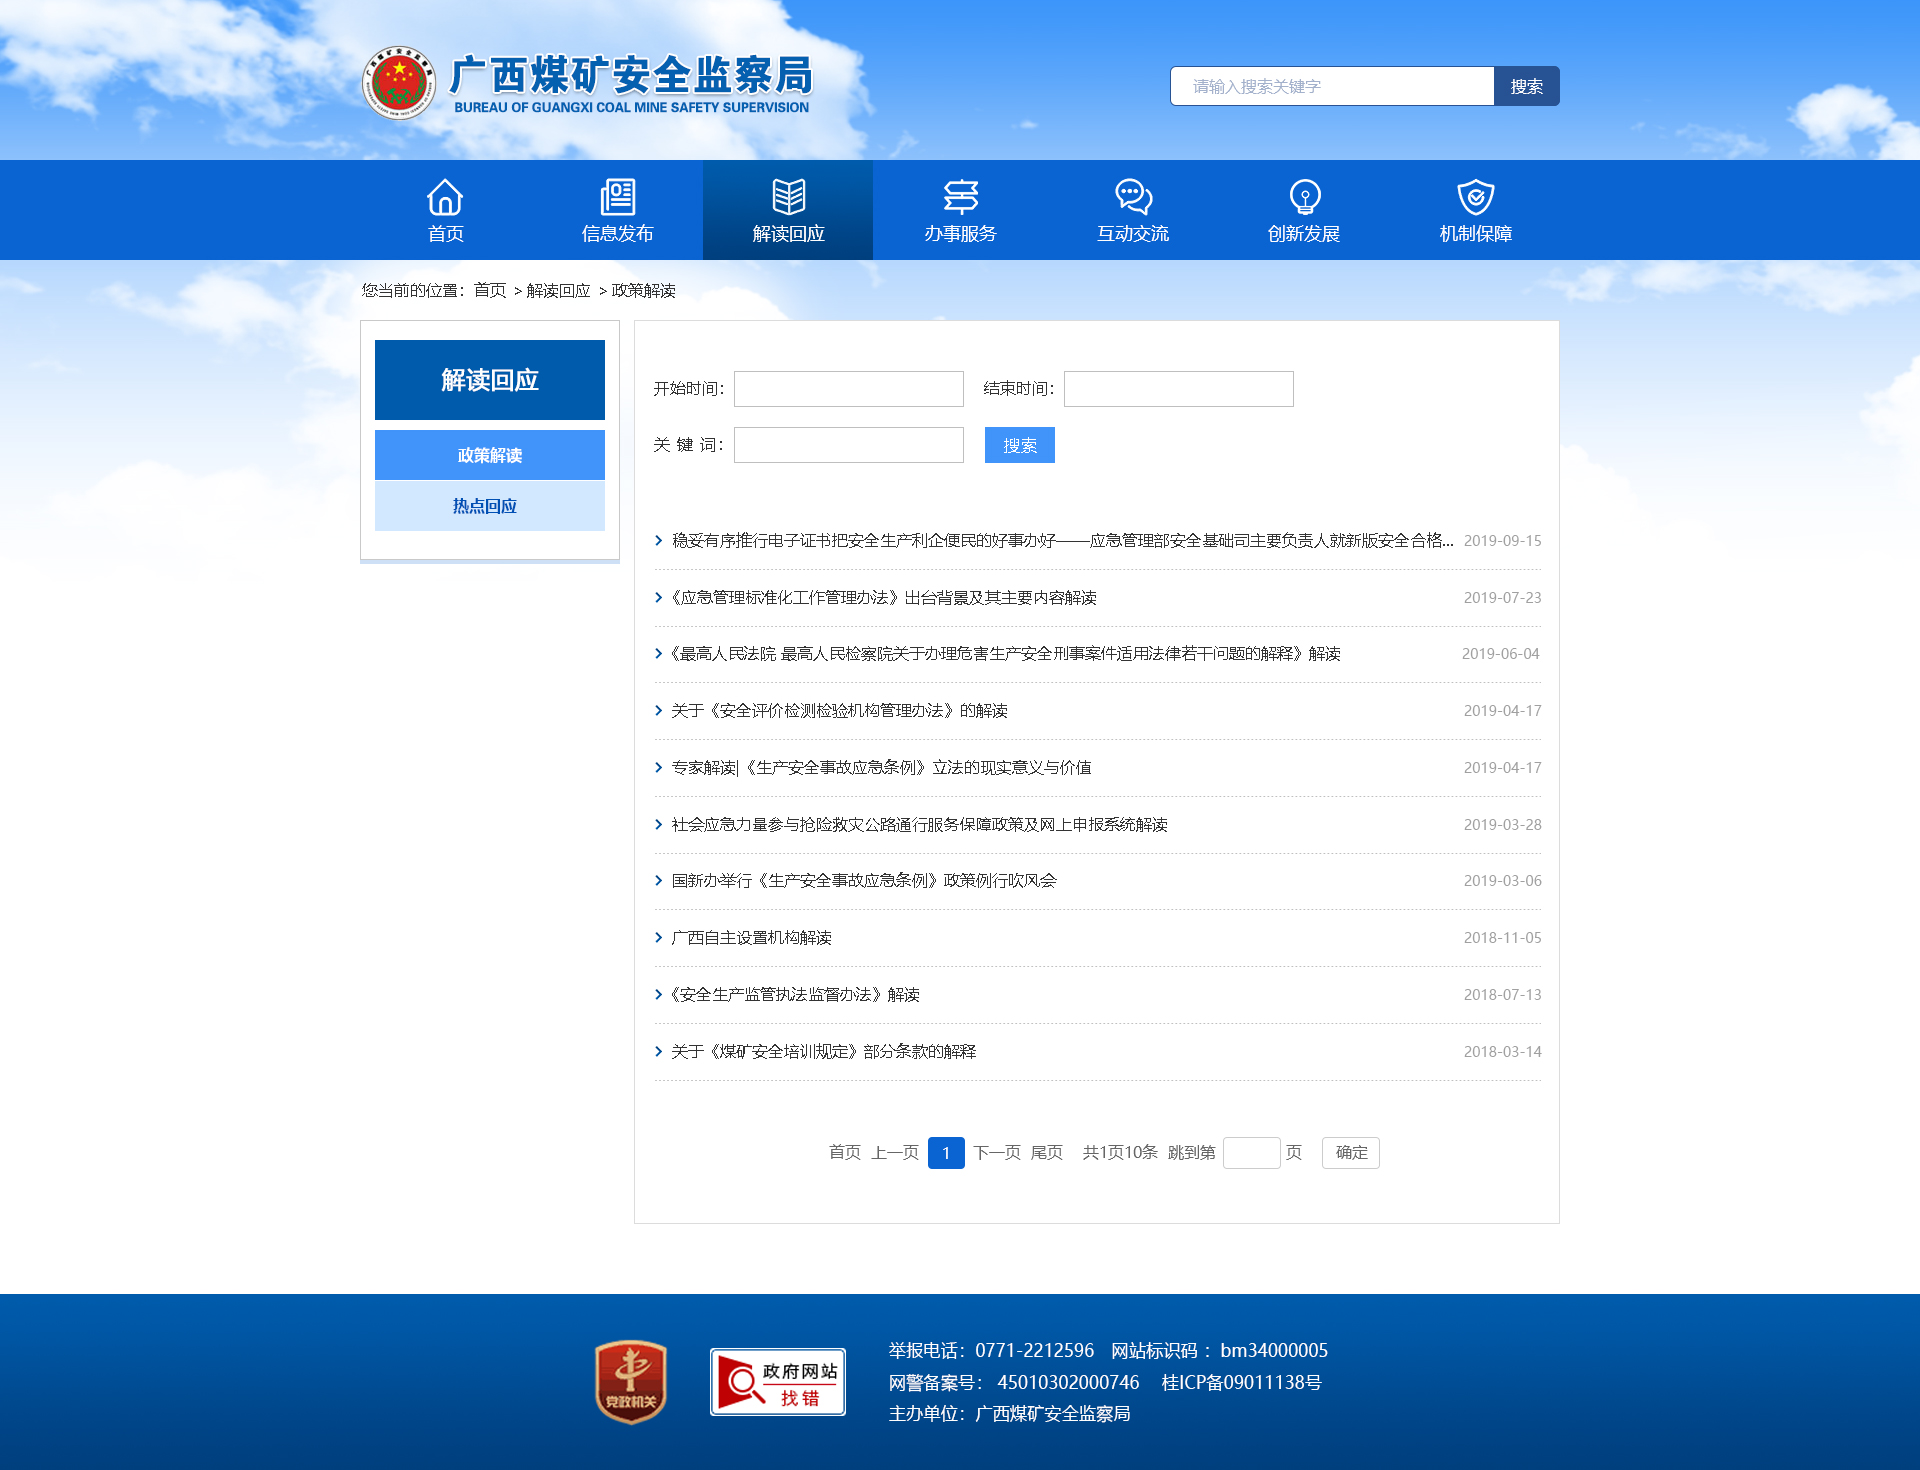 广西煤矿安全监察局
BUREAU OF GUANGXI COAL MINE SAFETY SUPERVISION
请输入搜索关键字 搜索
首页 信息发布 解读回应 办事服务 互动交流 创新发展 机制保障
您当前的位置：首页 > 解读回应 > 政策解读
解读回应
政策解读
热点回应
开始时间： 结束时间：
关 键 词： 搜索
稳妥有序推行电子证书把安全生产利企便民的好事办好——应急管理部安全基础司主要负责人就新版安全合格... 2019-09-15
《应急管理标准化工作管理办法》出台背景及其主要内容解读 2019-07-23
《最高人民法院 最高人民检察院关于办理危害生产安全刑事案件适用法律若干问题的解释》解读 2019-06-04
关于《安全评价检测检验机构管理办法》的解读 2019-04-17
专家解读|《生产安全事故应急条例》立法的现实意义与价值 2019-04-17
社会应急力量参与抢险救灾公路通行服务保障政策及网上申报系统解读 2019-03-28
国新办举行《生产安全事故应急条例》政策例行吹风会 2019-03-06
广西自主设置机构解读 2018-11-05
《安全生产监管执法监督办法》解读 2018-07-13
关于《煤矿安全培训规定》部分条款的解释 2018-03-14
首页 上一页 1 下一页 尾页 共1页10条 跳到第 页 确定
党政机关
政府网站
找错
举报电话：0771-2212596 网站标识码 ：bm34000005
网警备案号： 45010302000746 桂ICP备09011138号
主办单位：广西煤矿安全监察局